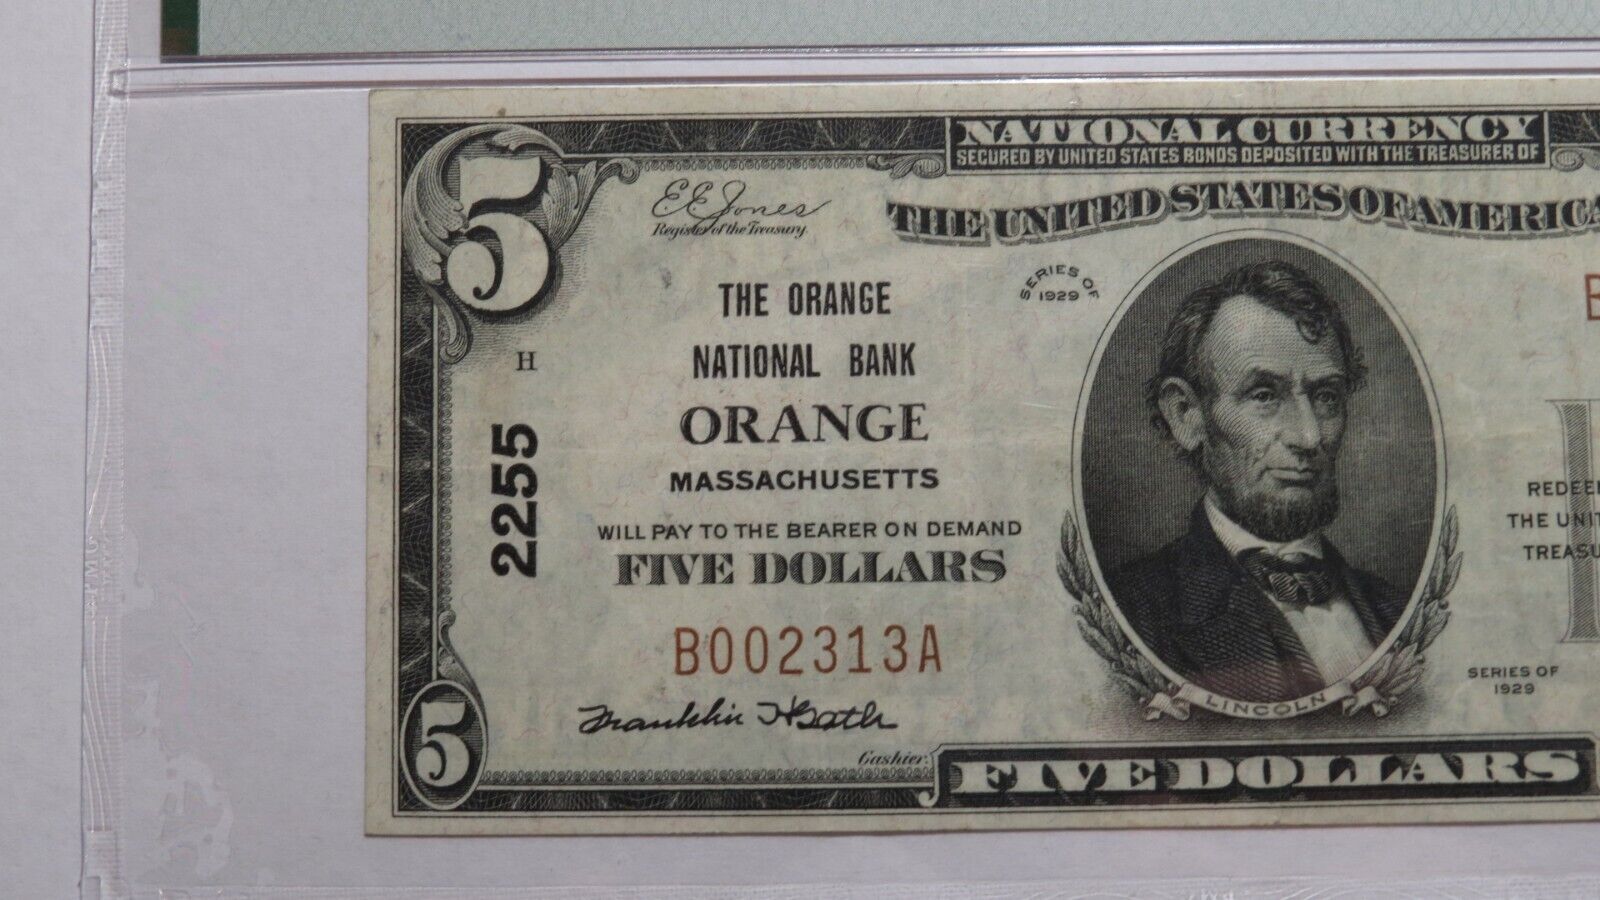 NATIONAL CURRENCY
SECURED BY UNITED STATES BONDS DEPOSITED WITH THE TREASURER OF
THE UNITED STATES OF AMERICA
5
E.E. Jones
Register of the Treasury.
SERIES OF
1929
THE ORANGE
NATIONAL BANK
ORANGE
MASSACHUSETTS
H
2255
WILL PAY TO THE BEARER ON DEMAND
FIVE DOLLARS
B002313A
B
REDEE
THE UNIT
TREASU
SERIES OF
1929
LINCOLN
Cashier.
5
FIVE DOLLARS